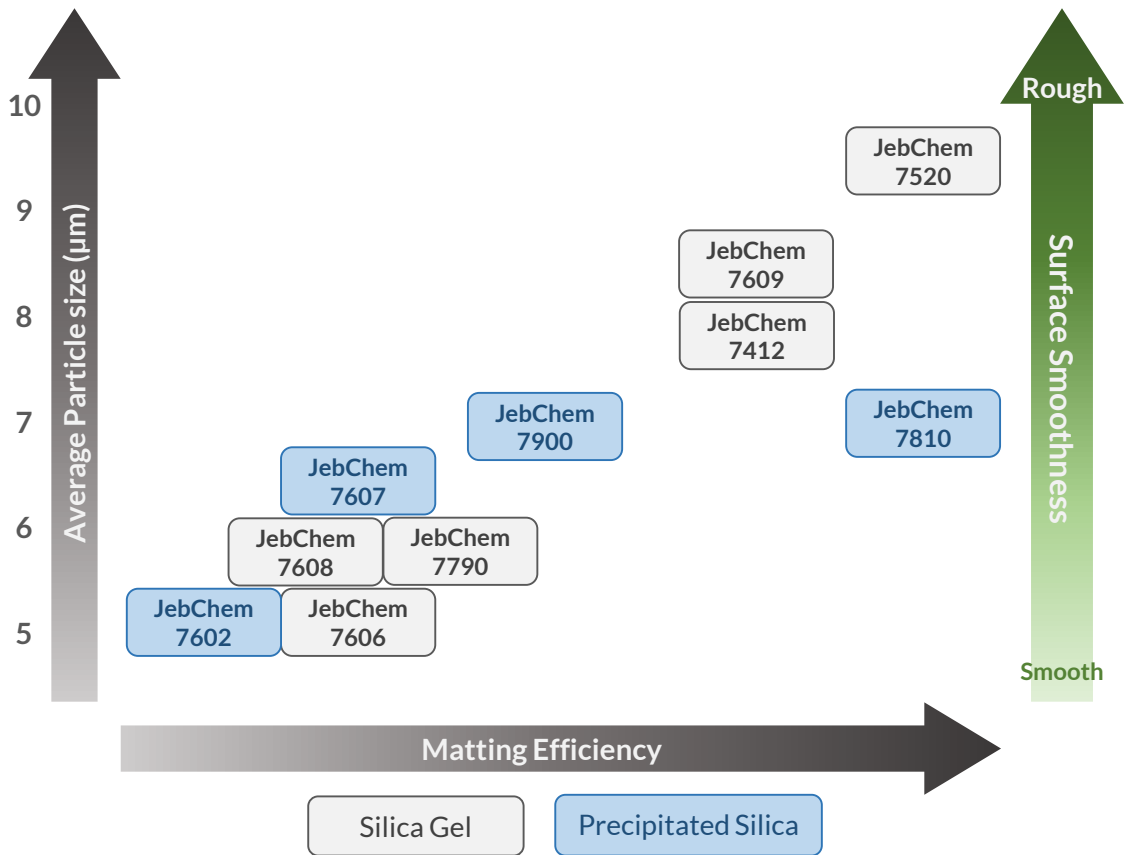 10
9
8
7
6
5
Average Particle size (μm)
Rough
Surface Smoothness
Smooth
JebChem
7520
JebChem
7609
JebChem
7412
JebChem
7900
JebChem
7810
JebChem
7607
JebChem
7608
JebChem
7790
JebChem
7602
JebChem
7606
Matting Efficiency
Silica Gel
Precipitated Silica